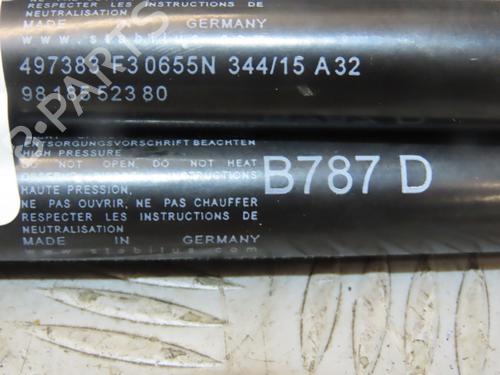 RESPECTER LES INSTRUCTIONS DE
NEUTRALISATION
MADE IN GERMANY
497383 F3 0655N 344/15 A32
98 185 523 80
ENTSORGUNGSVORSCHRIFT BEACHTEN
HIGH PRESSURE
DO NOT OPEN, DO NOT HEAT
INSTRUCTIONS
HAUTE PRESSION,
NE PAS OUVRIR, NE PAS CHAUFFER
RESPECTER LES INSTRUCTIONS DE
NEUTRALISATION
MADE IN GERMANY
www.stabilus.com
B787 D